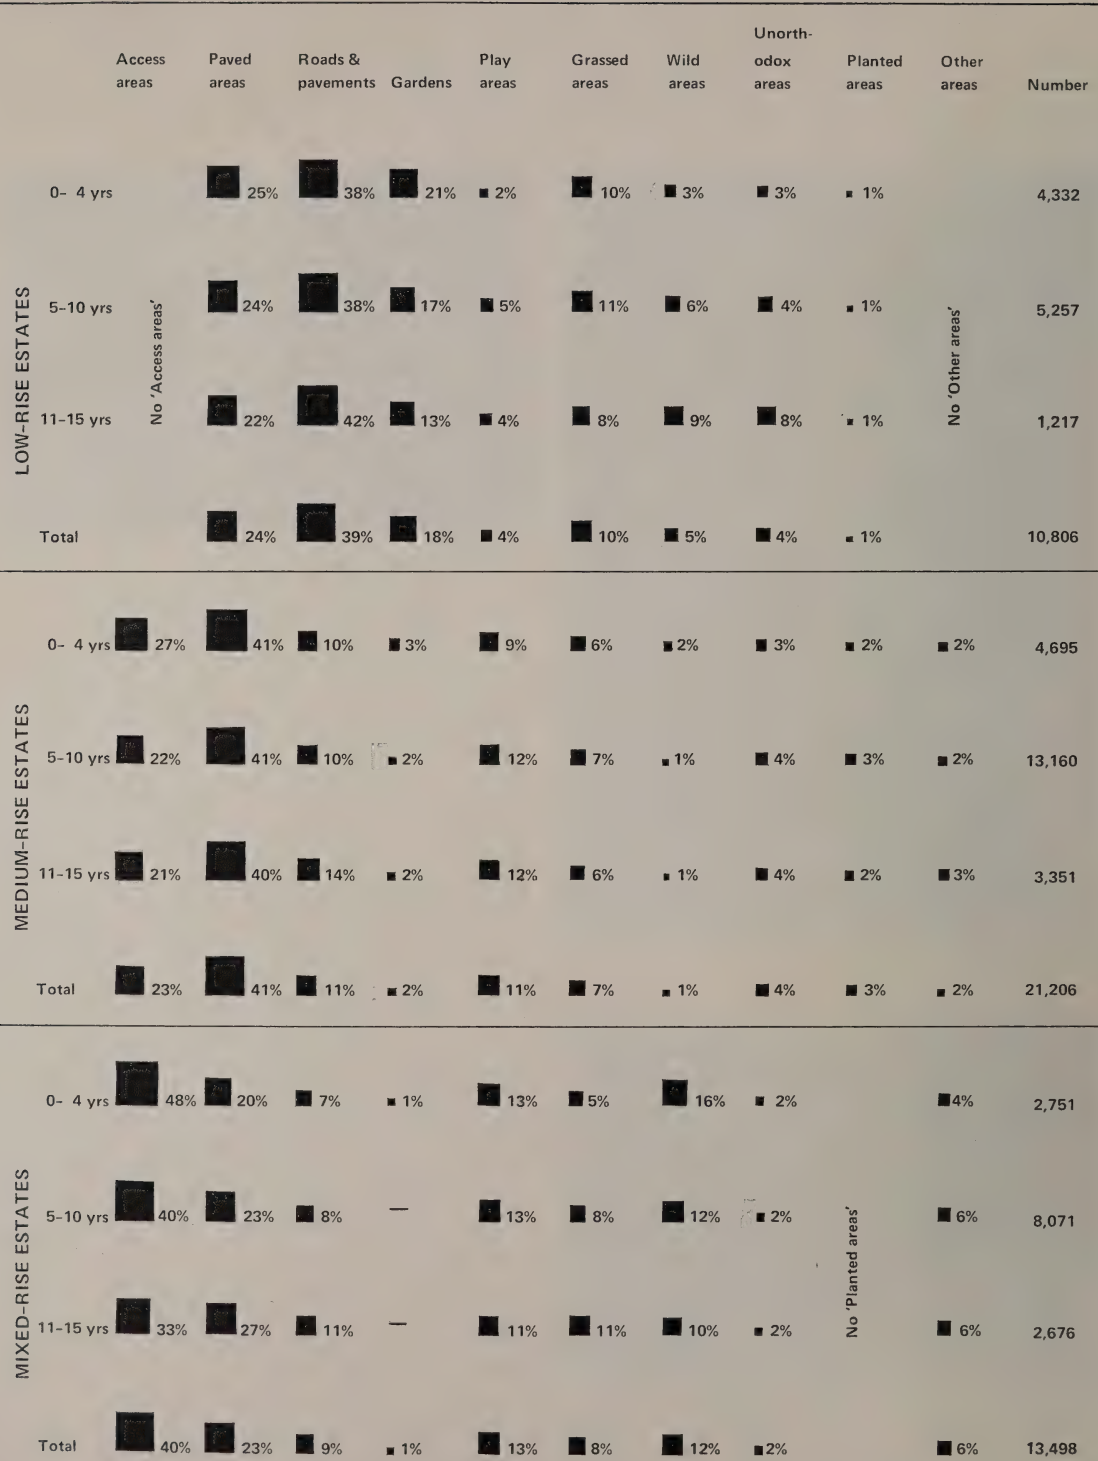 Unorth-
Access Paved Roads & Play Grassed Wild odox Planted Other
areas areas pavements Gardens areas areas areas areas areas areas Number
LOW-RISE ESTATES
No 'Access areas'
No 'Other areas'
0- 4 yrs 25% 38% 21% 2% 10% 3% 3% 1% 4,332
5-10 yrs 24% 38% 17% 5% 11% 6% 4% 1% 5,257
11-15 yrs 22% 42% 13% 4% 8% 9% 8% 1% 1,217
Total 24% 39% 18% 4% 10% 5% 4% 1% 10,806
MEDIUM-RISE ESTATES
0- 4 yrs 27% 41% 10% 3% 9% 6% 2% 3% 2% 2% 4,695
5-10 yrs 22% 41% 10% 2% 12% 7% 1% 4% 3% 2% 13,160
11-15 yrs 21% 40% 14% 2% 12% 6% 1% 4% 2% 3% 3,351
Total 23% 41% 11% 2% 11% 7% 1% 4% 3% 2% 21,206
MIXED-RISE ESTATES
No 'Planted areas'
0- 4 yrs 48% 20% 7% 1% 13% 5% 16% 2% 4% 2,751
5-10 yrs 40% 23% 8% — 13% 8% 12% 2% 6% 8,071
11-15 yrs 33% 27% 11% — 11% 11% 10% 2% 6% 2,676
Total 40% 23% 9% 1% 13% 8% 12% 2% 6% 13,498